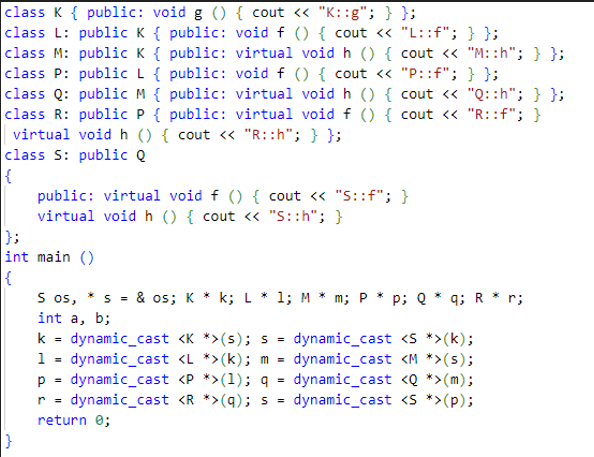 class K { public: void g () { cout << "K::g"; } };
class L: public K { public: void f () { cout << "L::f"; } };
class M: public K { public: virtual void h () { cout << "M::h"; } };
class P: public L { public: void f () { cout << "P::f"; } };
class Q: public M { public: virtual void h () { cout << "Q::h"; } };
class R: public P { public: virtual void f () { cout << "R::f"; }
 virtual void h () { cout << "R::h"; } };
class S: public Q
{
    public: virtual void f () { cout << "S::f"; }
    virtual void h () { cout << "S::h"; }
};
int main ()
{
    S os, * s = & os; K * k; L * l; M * m; P * p; Q * q; R * r;
    int a, b;
    k = dynamic_cast <K *>(s); s = dynamic_cast <S *>(k);
    l = dynamic_cast <L *>(k); m = dynamic_cast <M *>(s);
    p = dynamic_cast <P *>(l); q = dynamic_cast <Q *>(m);
    r = dynamic_cast <R *>(q); s = dynamic_cast <S *>(p);
    return 0;
}